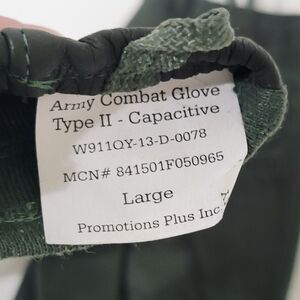 Army Combat Glove
Type II - Capacitive
W911QY-13-D-0078
MCN# 841501F050965
Large
Promotions Plus Inc.